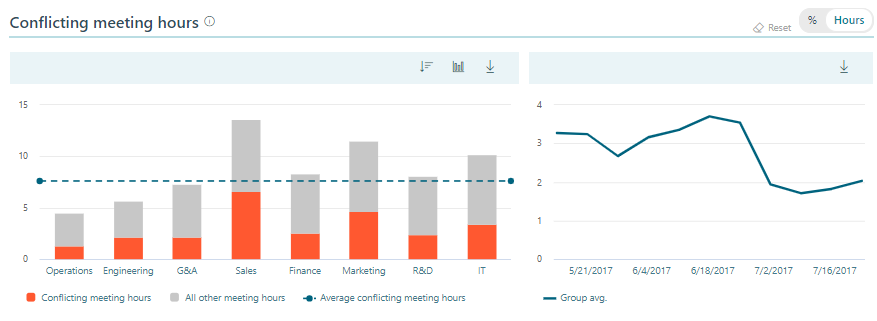 Conflicting meeting hours
Reset
% Hours
15
10
5
0
Operations Engineering G&A Sales Finance Marketing R&D IT
Conflicting meeting hours All other meeting hours Average conflicting meeting hours
4
3
2
1
0
5/21/2017 6/4/2017 6/18/2017 7/2/2017 7/16/2017
Group avg.